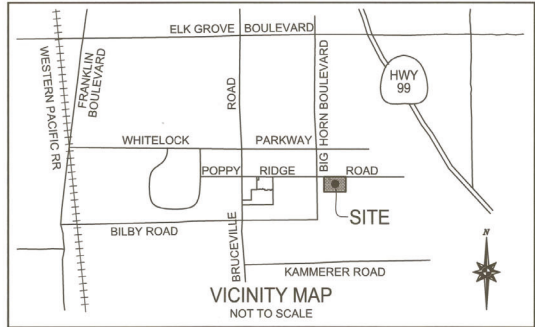 ELK GROVE BOULEVARD
WESTERN PACIFIC RR
FRANKLIN
BOULEVARD
ROAD
BIG HORN BOULEVARD
HWY
99
WHITELOCK PARKWAY
POPPY RIDGE ROAD
SITE
BILBY ROAD
BRUCEVILLE
N
KAMMERER ROAD
VICINITY MAP
NOT TO SCALE